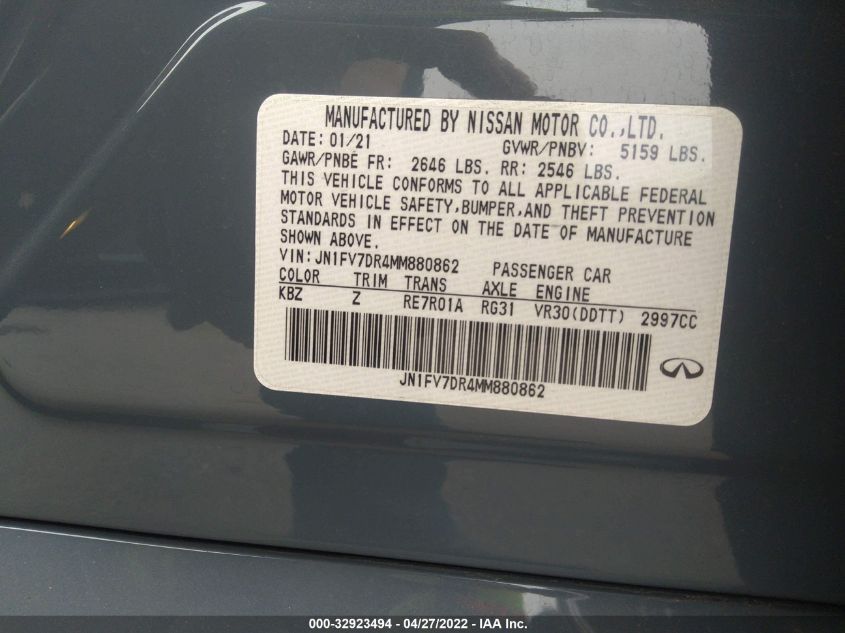 MANUFACTURED BY NISSAN MOTOR CO.,LTD.
DATE: 01/21 GVWR/PNBV: 5159 LBS.
GAWR/PNBE FR: 2646 LBS. RR: 2546 LBS.
THIS VEHICLE CONFORMS TO ALL APPLICABLE FEDERAL
MOTOR VEHICLE SAFETY,BUMPER,AND THEFT PREVENTION
STANDARDS IN EFFECT ON THE DATE OF MANUFACTURE
SHOWN ABOVE.
VIN:JN1FV7DR4MM880862 PASSENGER CAR
COLOR TRIM TRANS AXLE ENGINE
KBZ Z RE7R01A RG31 VR30(DDTT) 2997CC
JN1FV7DR4MM880862
000-32923494 - 04/27/2022 - IAA Inc.